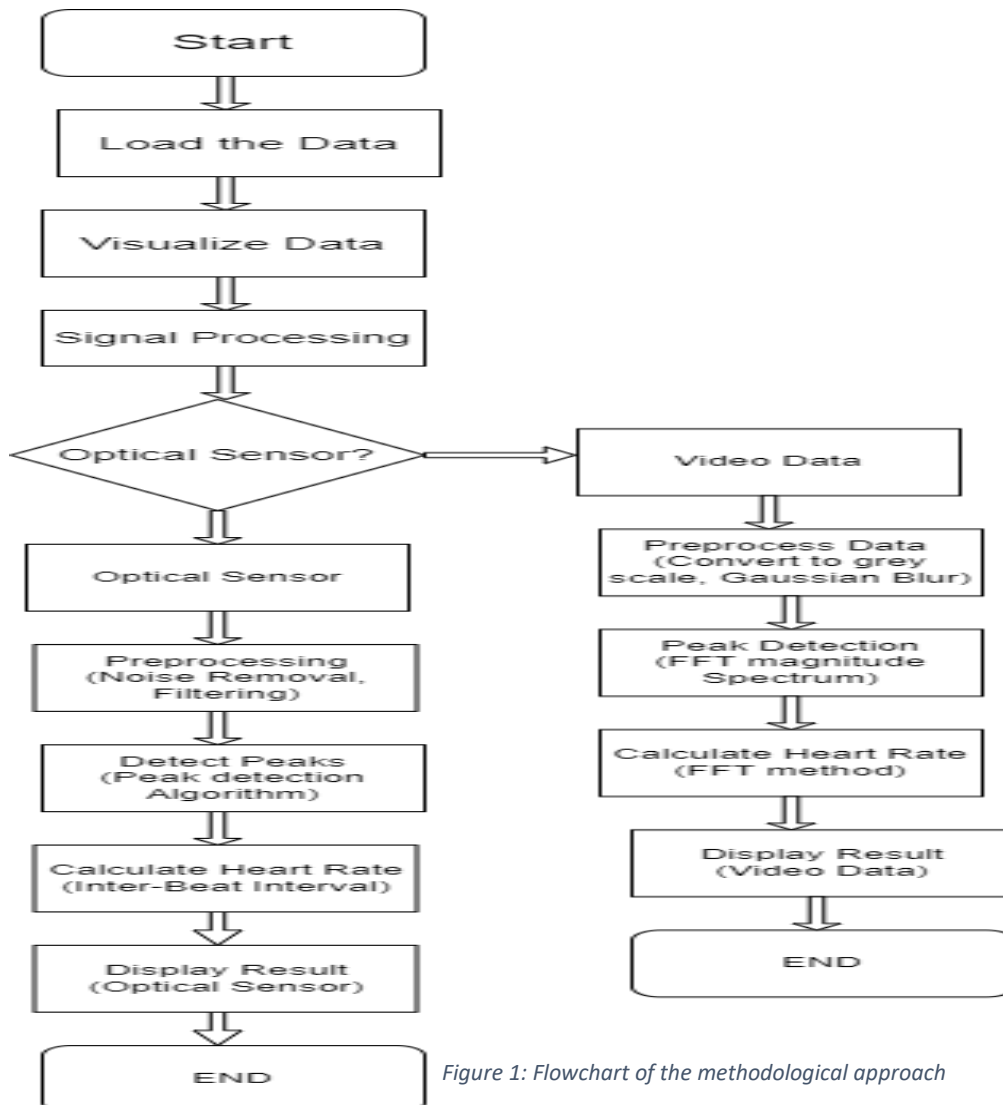 Start
Load the Data
Visualize Data
Signal Processing
Optical Sensor?
Optical Sensor
Preprocessing
(Noise Removal,
Filtering)
Detect Peaks
(Peak detection
Algorithm)
Calculate Heart Rate
(Inter-Beat Interval)
Display Result
(Optical Sensor)
END
Video Data
Preprocess Data
(Convert to grey
scale, Gaussian Blur)
Peak Detection
(FFT magnitude
Spectrum)
Calculate Heart Rate
(FFT method)
Display Result
(Video Data)
END
Figure 1: Flowchart of the methodological approach